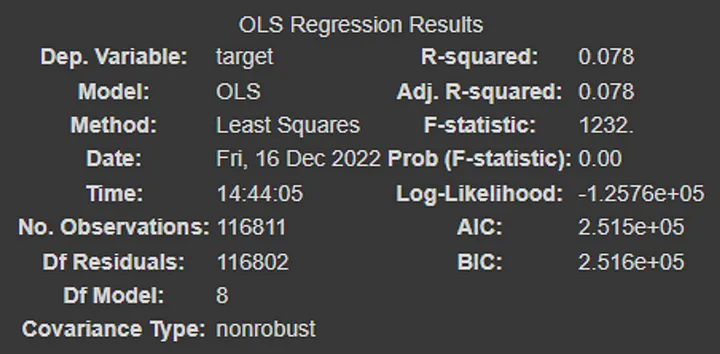 OLS Regression Results
Dep. Variable: target R-squared: 0.078
Model: OLS Adj. R-squared: 0.078
Method: Least Squares F-statistic: 1232.
Date: Fri, 16 Dec 2022 Prob (F-statistic): 0.00
Time: 14:44:05 Log-Likelihood: -1.2576e+05
No. Observations: 116811 AIC: 2.515e+05
Df Residuals: 116802 BIC: 2.516e+05
Df Model: 8
Covariance Type: nonrobust